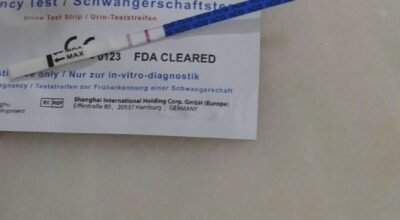 ncy Test / Schwangerschaftste
Urine Test Strip / Urin-Teststreifen
MAX
MAX
0123 FDA CLEARED
only / Nur zur in-vitro-diagnostik
gnancy / Teststreifen zur Früherkennung einer Schwangerschaft
EC REP Shanghai International Holding Corp. GmbH (Europe)
Eiffestraße 80, 20537 Hamburg, GERMANY